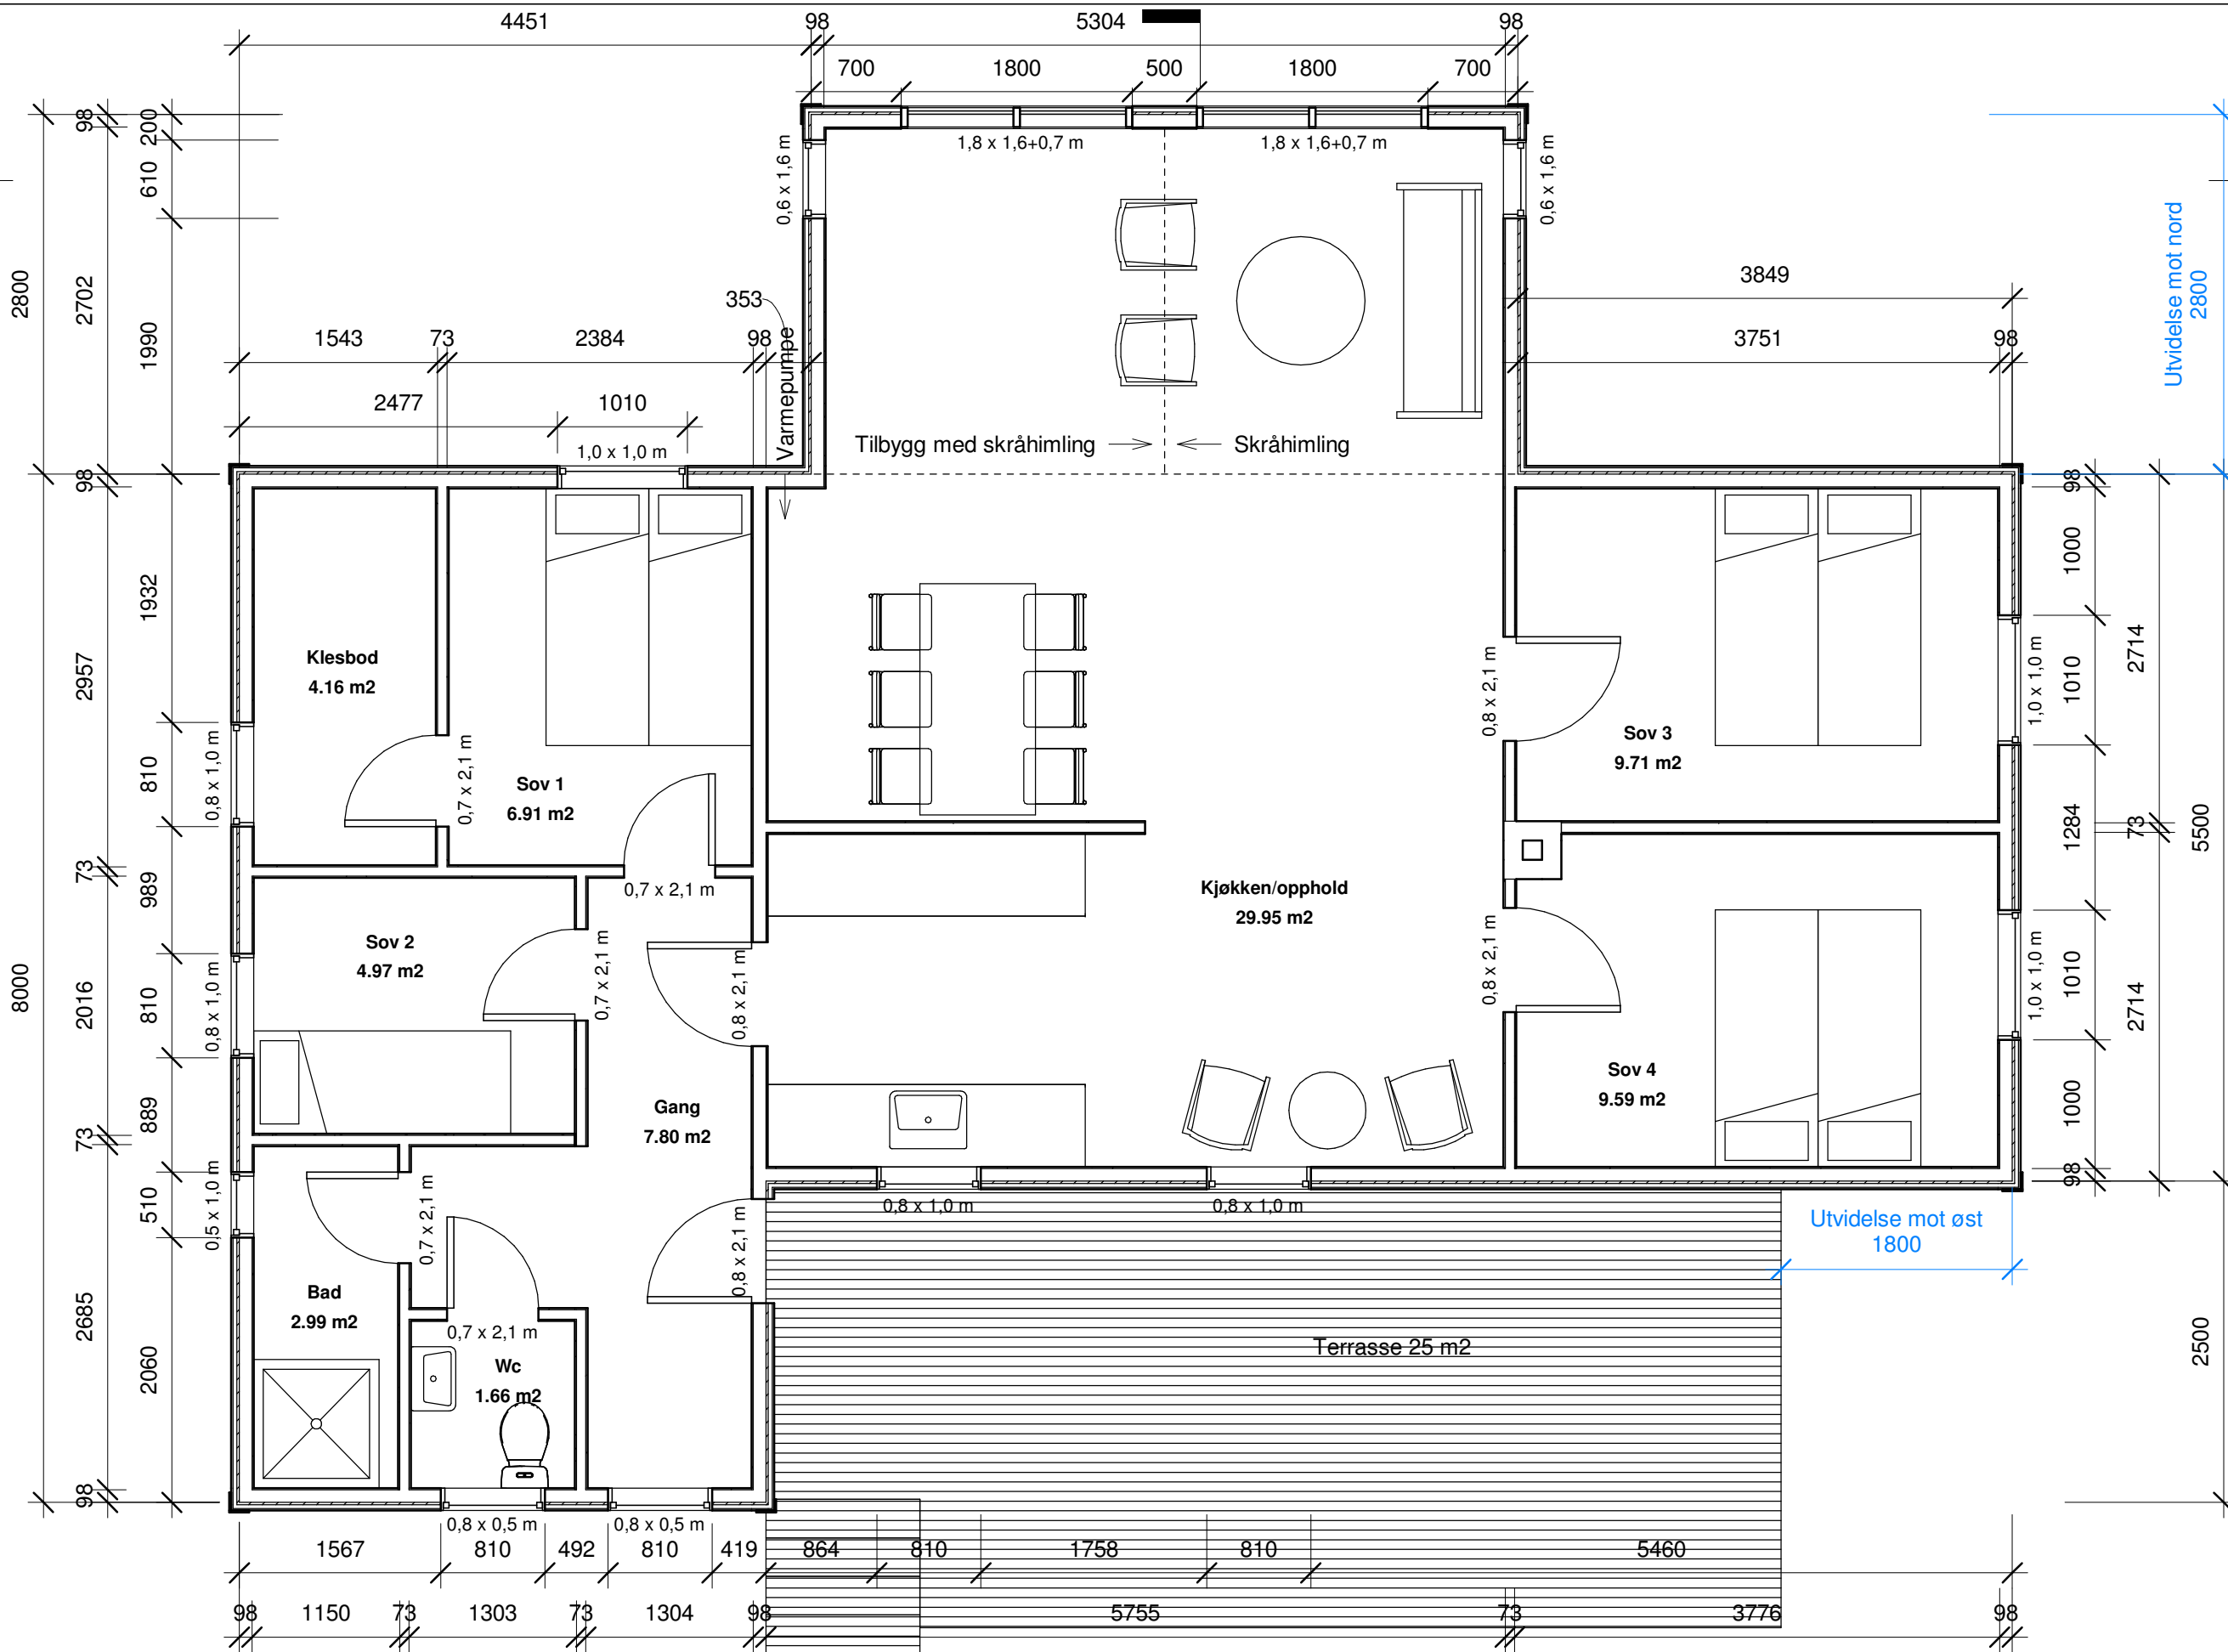 4451 98 5304 98
700 1800 500 1800 700
98 200
1,8 x 1,6+0,7 m 1,8 x 1,6+0,7 m
0,6 x 1,6 m
0,6 x 1,6 m
610
2800
2702
1990
Utvidelse mot nord
2800
3849
353
Varmepumpe
1543 73 2384 98
3751 98
2477 1010
1,0 x 1,0 m
Tilbygg med skråhimling
Skråhimling
98
98
1000
1932
2957
Klesbod
4.16 m2
0,7 x 2,1 m
Sov 1
6.91 m2
810
0,8 x 1,0 m
0,8 x 2,1 m
Sov 3
9.71 m2
1010
1,0 x 1,0 m
2714
5500
1284
73
73
989
0,7 x 2,1 m
Kjøkken/opphold
29.95 m2
Sov 2
4.97 m2
0,7 x 2,1 m
0,8 x 2,1 m
0,8 x 2,1 m
8000
2016
810
0,8 x 1,0 m
1010
1,0 x 1,0 m
2714
Sov 4
9.59 m2
1000
98
Gang
7.80 m2
889
73
510
0,5 x 1,0 m
0,7 x 2,1 m
0,8 x 2,1 m
0,8 x 1,0 m 0,8 x 1,0 m
Utvidelse mot øst
1800
Bad
2.99 m2
2685
2060
0,7 x 2,1 m
Wc
1.66 m2
Terrasse 25 m2
2500
98
0,8 x 0,5 m 0,8 x 0,5 m
1567 810 492 810 419 864 810 1758 810 5460
98 1150 73 1303 73 1304 98 5755 73 3776 98